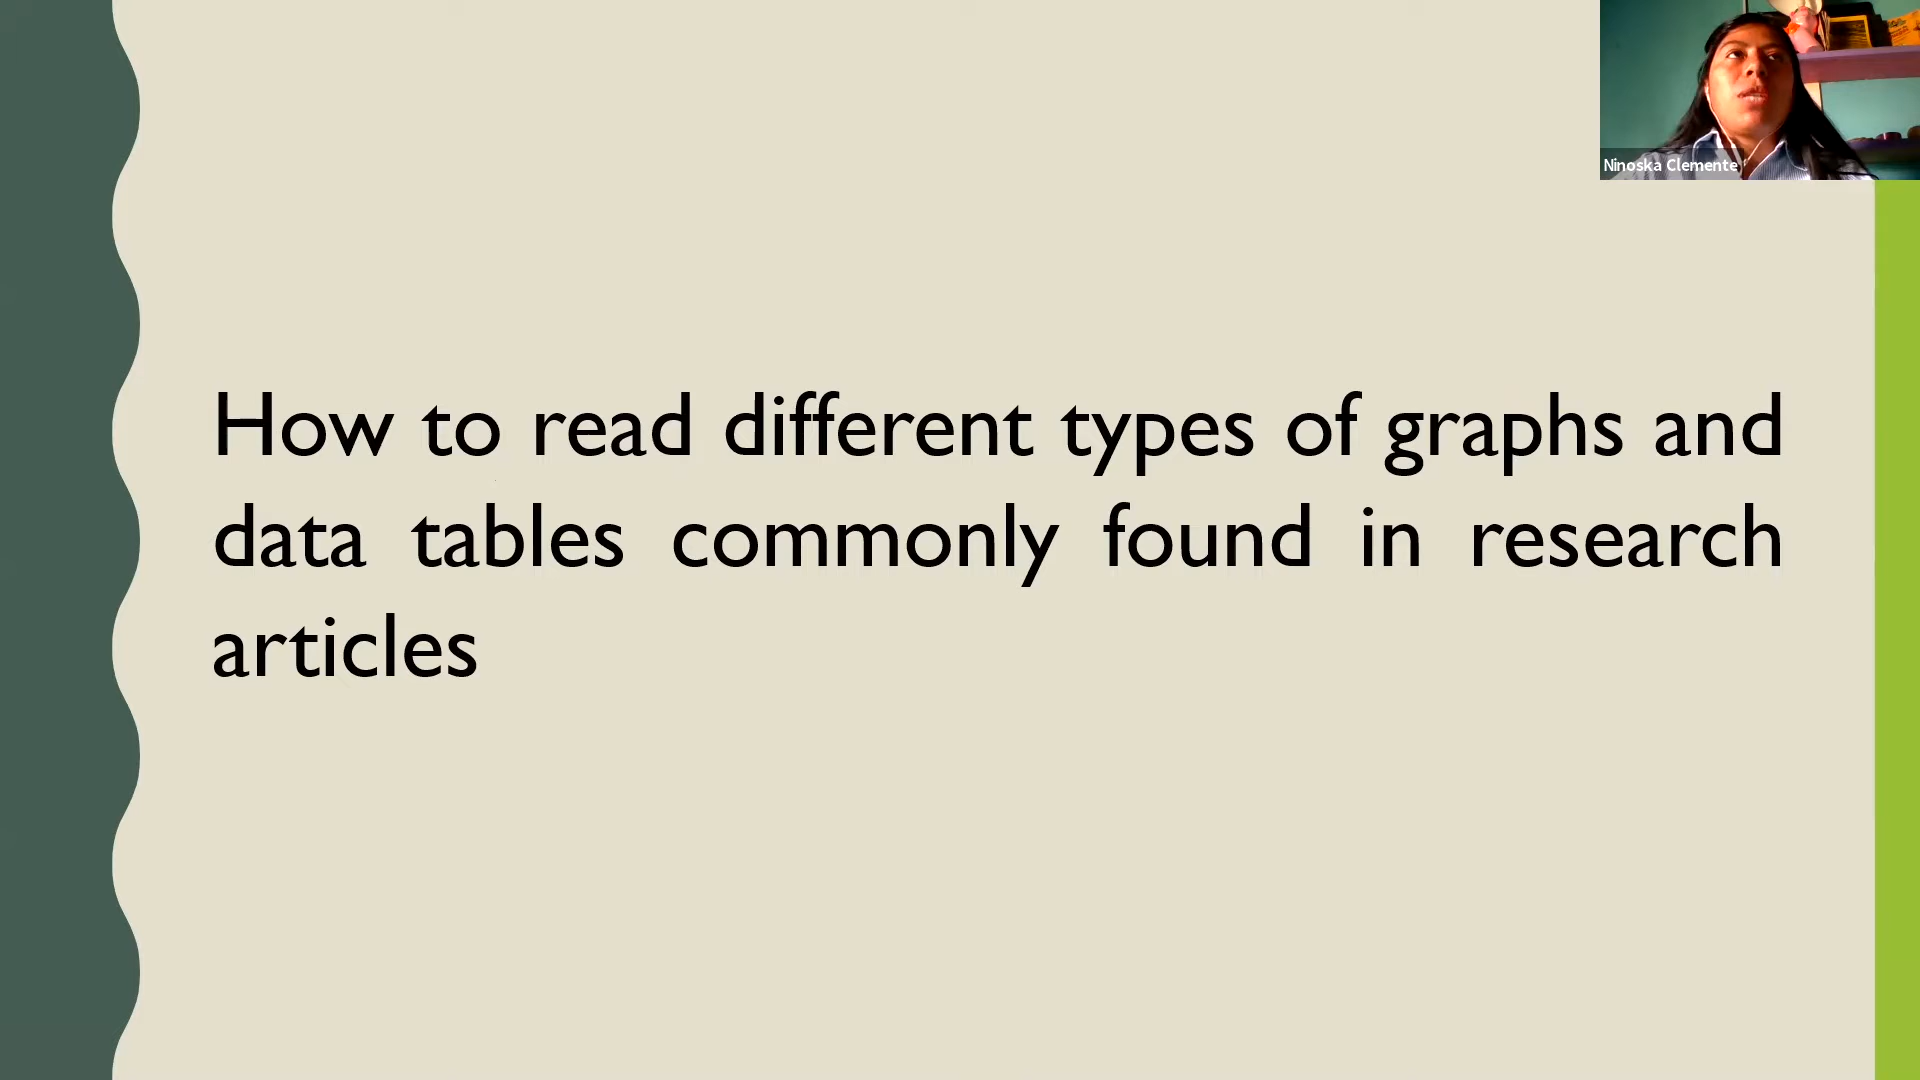 Ninoska Clemente
How to read different types of graphs and
data tables commonly found in research
articles